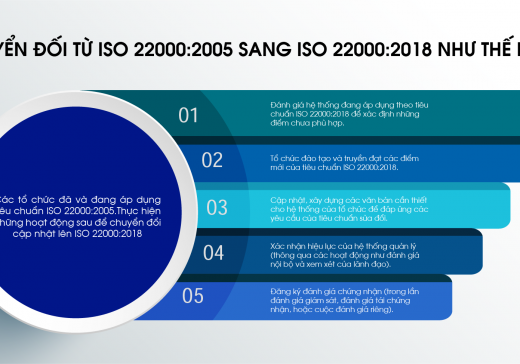 YỂN ĐỔI TỪ ISO 22000:2005 SANG ISO 22000:2018 NHƯ THẾ
01
Đánh giá hệ thống đang áp dụng theo tiêu
chuẩn ISO 22000:2018 để xác định những
điểm chưa phù hợp.
02
Tổ chức đào tạo và truyền đạt các điểm
mới của tiêu chuẩn ISO 22000:2018.
03
Cập nhật, xây dựng các văn bản cần thiết
cho hệ thống của tổ chức để đáp ứng các
yêu cầu của tiêu chuẩn sửa đổi.
04
Xác nhận hiệu lực của hệ thống quản lý
(thông qua các hoạt động như đánh giá
nội bộ và xem xét của lãnh đạo).
05
Đăng ký đánh giá chứng nhận (trong lần
đánh giá giám sát, đánh giá tái chứng
nhận, hoặc cuộc đánh giá riêng).
Các tổ chức đã và đang áp dụng
tiêu chuẩn ISO 22000:2005.Thực hiện
những hoạt động sau để chuyển đổi
cập nhật lên ISO 22000:2018